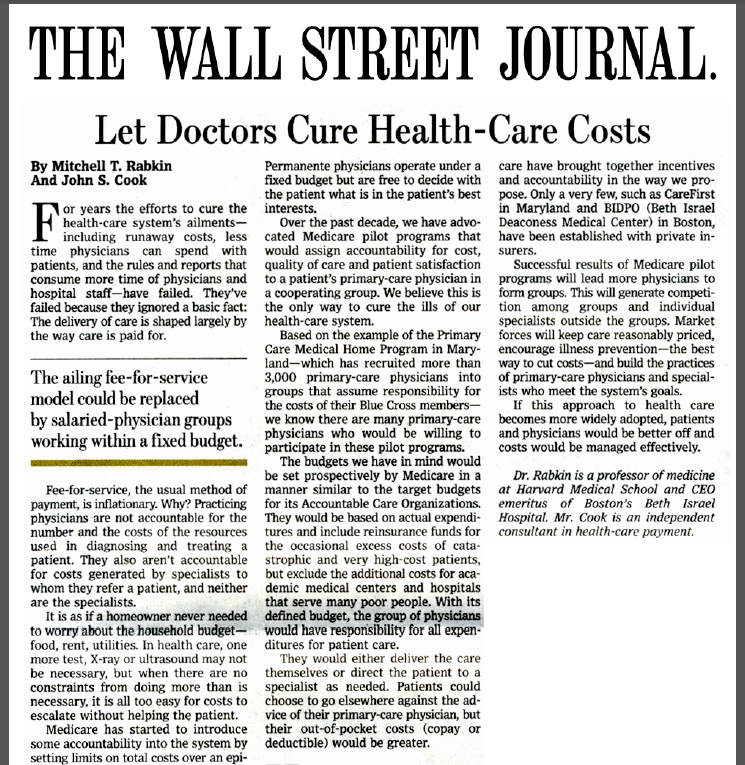 THE WALL STREET JOURNAL.
Let Doctors Cure Health-Care Costs
By Mitchell T. Rabkin
And John S. Cook
For years the efforts to cure the
health-care system's ailments—
including runaway costs, less
time physicians can spend with
patients, and the rules and reports that
consume more time of physicians and
hospital staff—have failed. They've
failed because they ignored a basic fact:
The delivery of care is shaped largely by
the way care is paid for.
The ailing fee-for-service
model could be replaced
by salaried-physician groups
working within a fixed budget.
Fee-for-service, the usual method of
payment, is inflationary. Why? Practicing
physicians are not accountable for the
number and the costs of the resources
used in diagnosing and treating a
patient. They also aren't accountable
for costs generated by specialists to
whom they refer a patient, and neither
are the specialists.
It is as if a homeowner never needed
to worry about the household budget—
food, rent, utilities. In health care, one
more test, X-ray or ultrasound may not
be necessary, but when there are no
constraints from doing more than is
necessary, it is all too easy for costs to
escalate without helping the patient.
Medicare has started to introduce
some accountability into the system by
setting limits on total costs over an epi-
Permanente physicians operate under a
fixed budget but are free to decide with
the patient what is in the patient's best
interests.
Over the past decade, we have advo-
cated Medicare pilot programs that
would assign accountability for cost,
quality of care and patient satisfaction
to a patient's primary-care physician in
a cooperating group. We believe this is
the only way to cure the ills of our
health-care system.
Based on the example of the Primary
Care Medical Home Program in Mary-
land—which has recruited more than
3,000 primary-care physicians into
groups that assume responsibility for
the costs of their Blue Cross members—
we know there are many primary-care
physicians who would be willing to
participate in these pilot programs.
The budgets we have in mind would
be set prospectively by Medicare in a
manner similar to the target budgets
for its Accountable Care Organizations.
They would be based on actual expendi-
tures and include reinsurance funds for
the occasional excess costs of cata-
strophic and very high-cost patients,
but exclude the additional costs for aca-
demic medical centers and hospitals
that serve many poor people. With its
defined budget, the group of physicians
would have responsibility for all expen-
ditures for patient care.
They would either deliver the care
themselves or direct the patient to a
specialist as needed. Patients could
choose to go elsewhere against the ad-
vice of their primary-care physician, but
their out-of-pocket costs (copay or
deductible) would be greater.
care have brought together incentives
and accountability in the way we pro-
pose. Only a very few, such as CareFirst
in Maryland and BIDPO (Beth Israel
Deaconess Medical Center) in Boston,
have been established with private in-
surers.
Successful results of Medicare pilot
programs will lead more physicians to
form groups. This will generate competi-
tion among groups and individual
specialists outside the groups. Market
forces will keep care reasonably priced,
encourage illness prevention—the best
way to cut costs—and build the practices
of primary-care physicians and special-
ists who meet the system's goals.
If this approach to health care
becomes more widely adopted, patients
and physicians would be better off and
costs would be managed effectively.
Dr. Rabkin is a professor of medicine
at Harvard Medical School and CEO
emeritus of Boston's Beth Israel
Hospital. Mr. Cook is an independent
consultant in health-care payment.